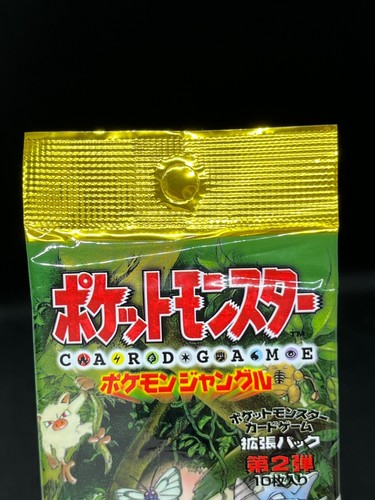 ポケットモンスター
™
CARD GAME
ポケモンジャングル
ポケットモンスター
カードゲーム
拡張パック
第2弾
10枚入り